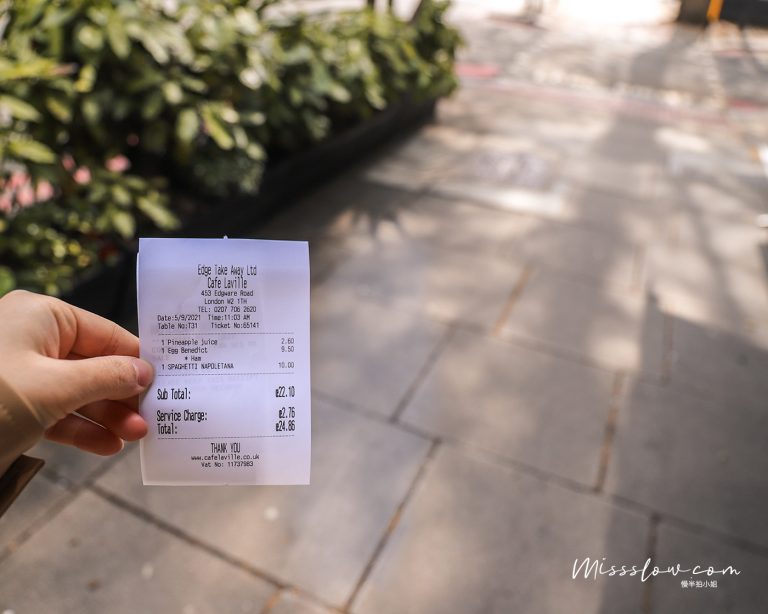 Edge Take Away Ltd
Cafe Laville
453 Edgware Road
London W2 1TH
TEL: 0207 706 2620
Date:5/9/2021 Time:11:03 AM
Table No:T31 Ticket No:65141
1 Pineapple juice 2.60
1 Egg Benedict 9.50
* Ham
1 SPAGHETTI NAPOLETANA 10.00
Sub Total: £22.10
Service Charge: £2.76
Total: £24.86
THANK YOU
www.cafelaville.co.uk
Vat No: 11737983
Missslow.com
慢半拍小姐